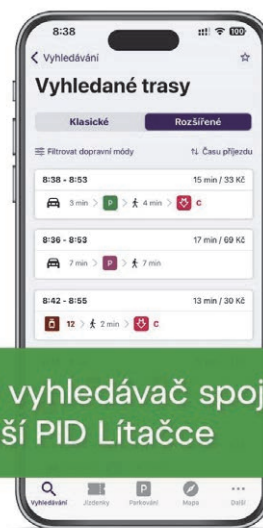 8:38 100
Vyhledávání
Vyhledané trasy
Klasické Rozšířené
Filtrovat dopravní módy ↑↓ Času příjezdu
8:38 - 8:53 15 min / 33 Kč
3 min > P > 4 min > C
8:36 - 8:53 17 min / 69 Kč
7 min > P > 7 min
8:42 - 8:55 13 min / 30 Kč
12 > 2 min > C
vyhledávač spoj
ší PID Lítačce
Vyhledávání Jízdenky P Parkování Mapa Další